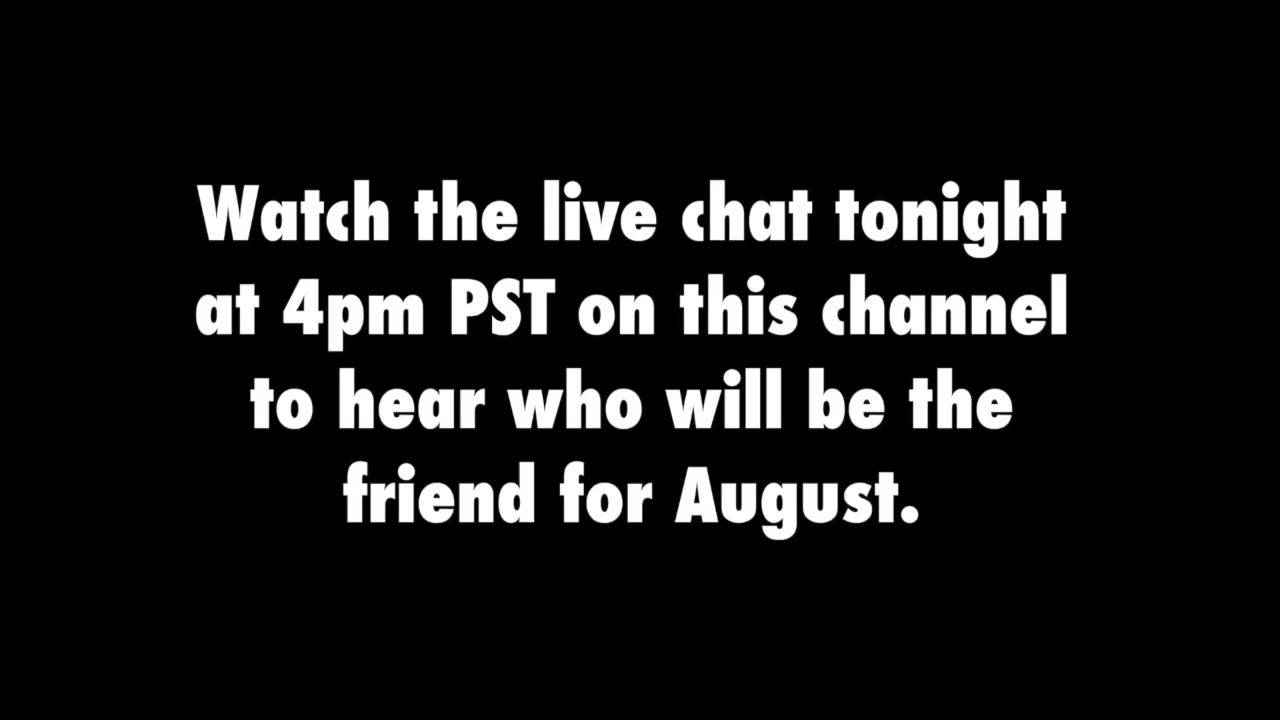 Watch the live chat tonight
at 4pm PST on this channel
to hear who will be the
friend for August.